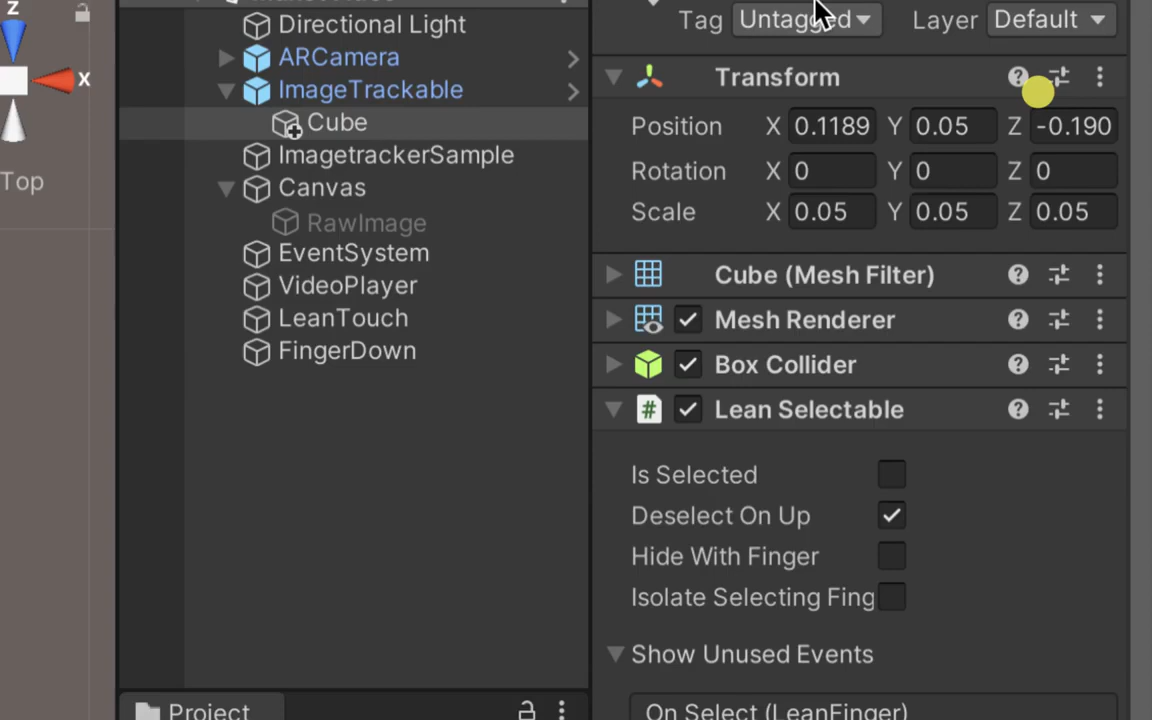 z
x
Top
Directional Light
ARCamera
ImageTrackable
Cube
ImagetrackerSample
Canvas
RawImage
EventSystem
VideoPlayer
LeanTouch
FingerDown
Project
Tag Untagged Layer Default
Transform
Position X 0.1189 Y 0.05 Z -0.190
Rotation X 0 Y 0 Z 0
Scale X 0.05 Y 0.05 Z 0.05
Cube (Mesh Filter)
Mesh Renderer
Box Collider
# Lean Selectable
Is Selected
Deselect On Up
Hide With Finger
Isolate Selecting Fing
Show Unused Events
On Select (LeanFinger)